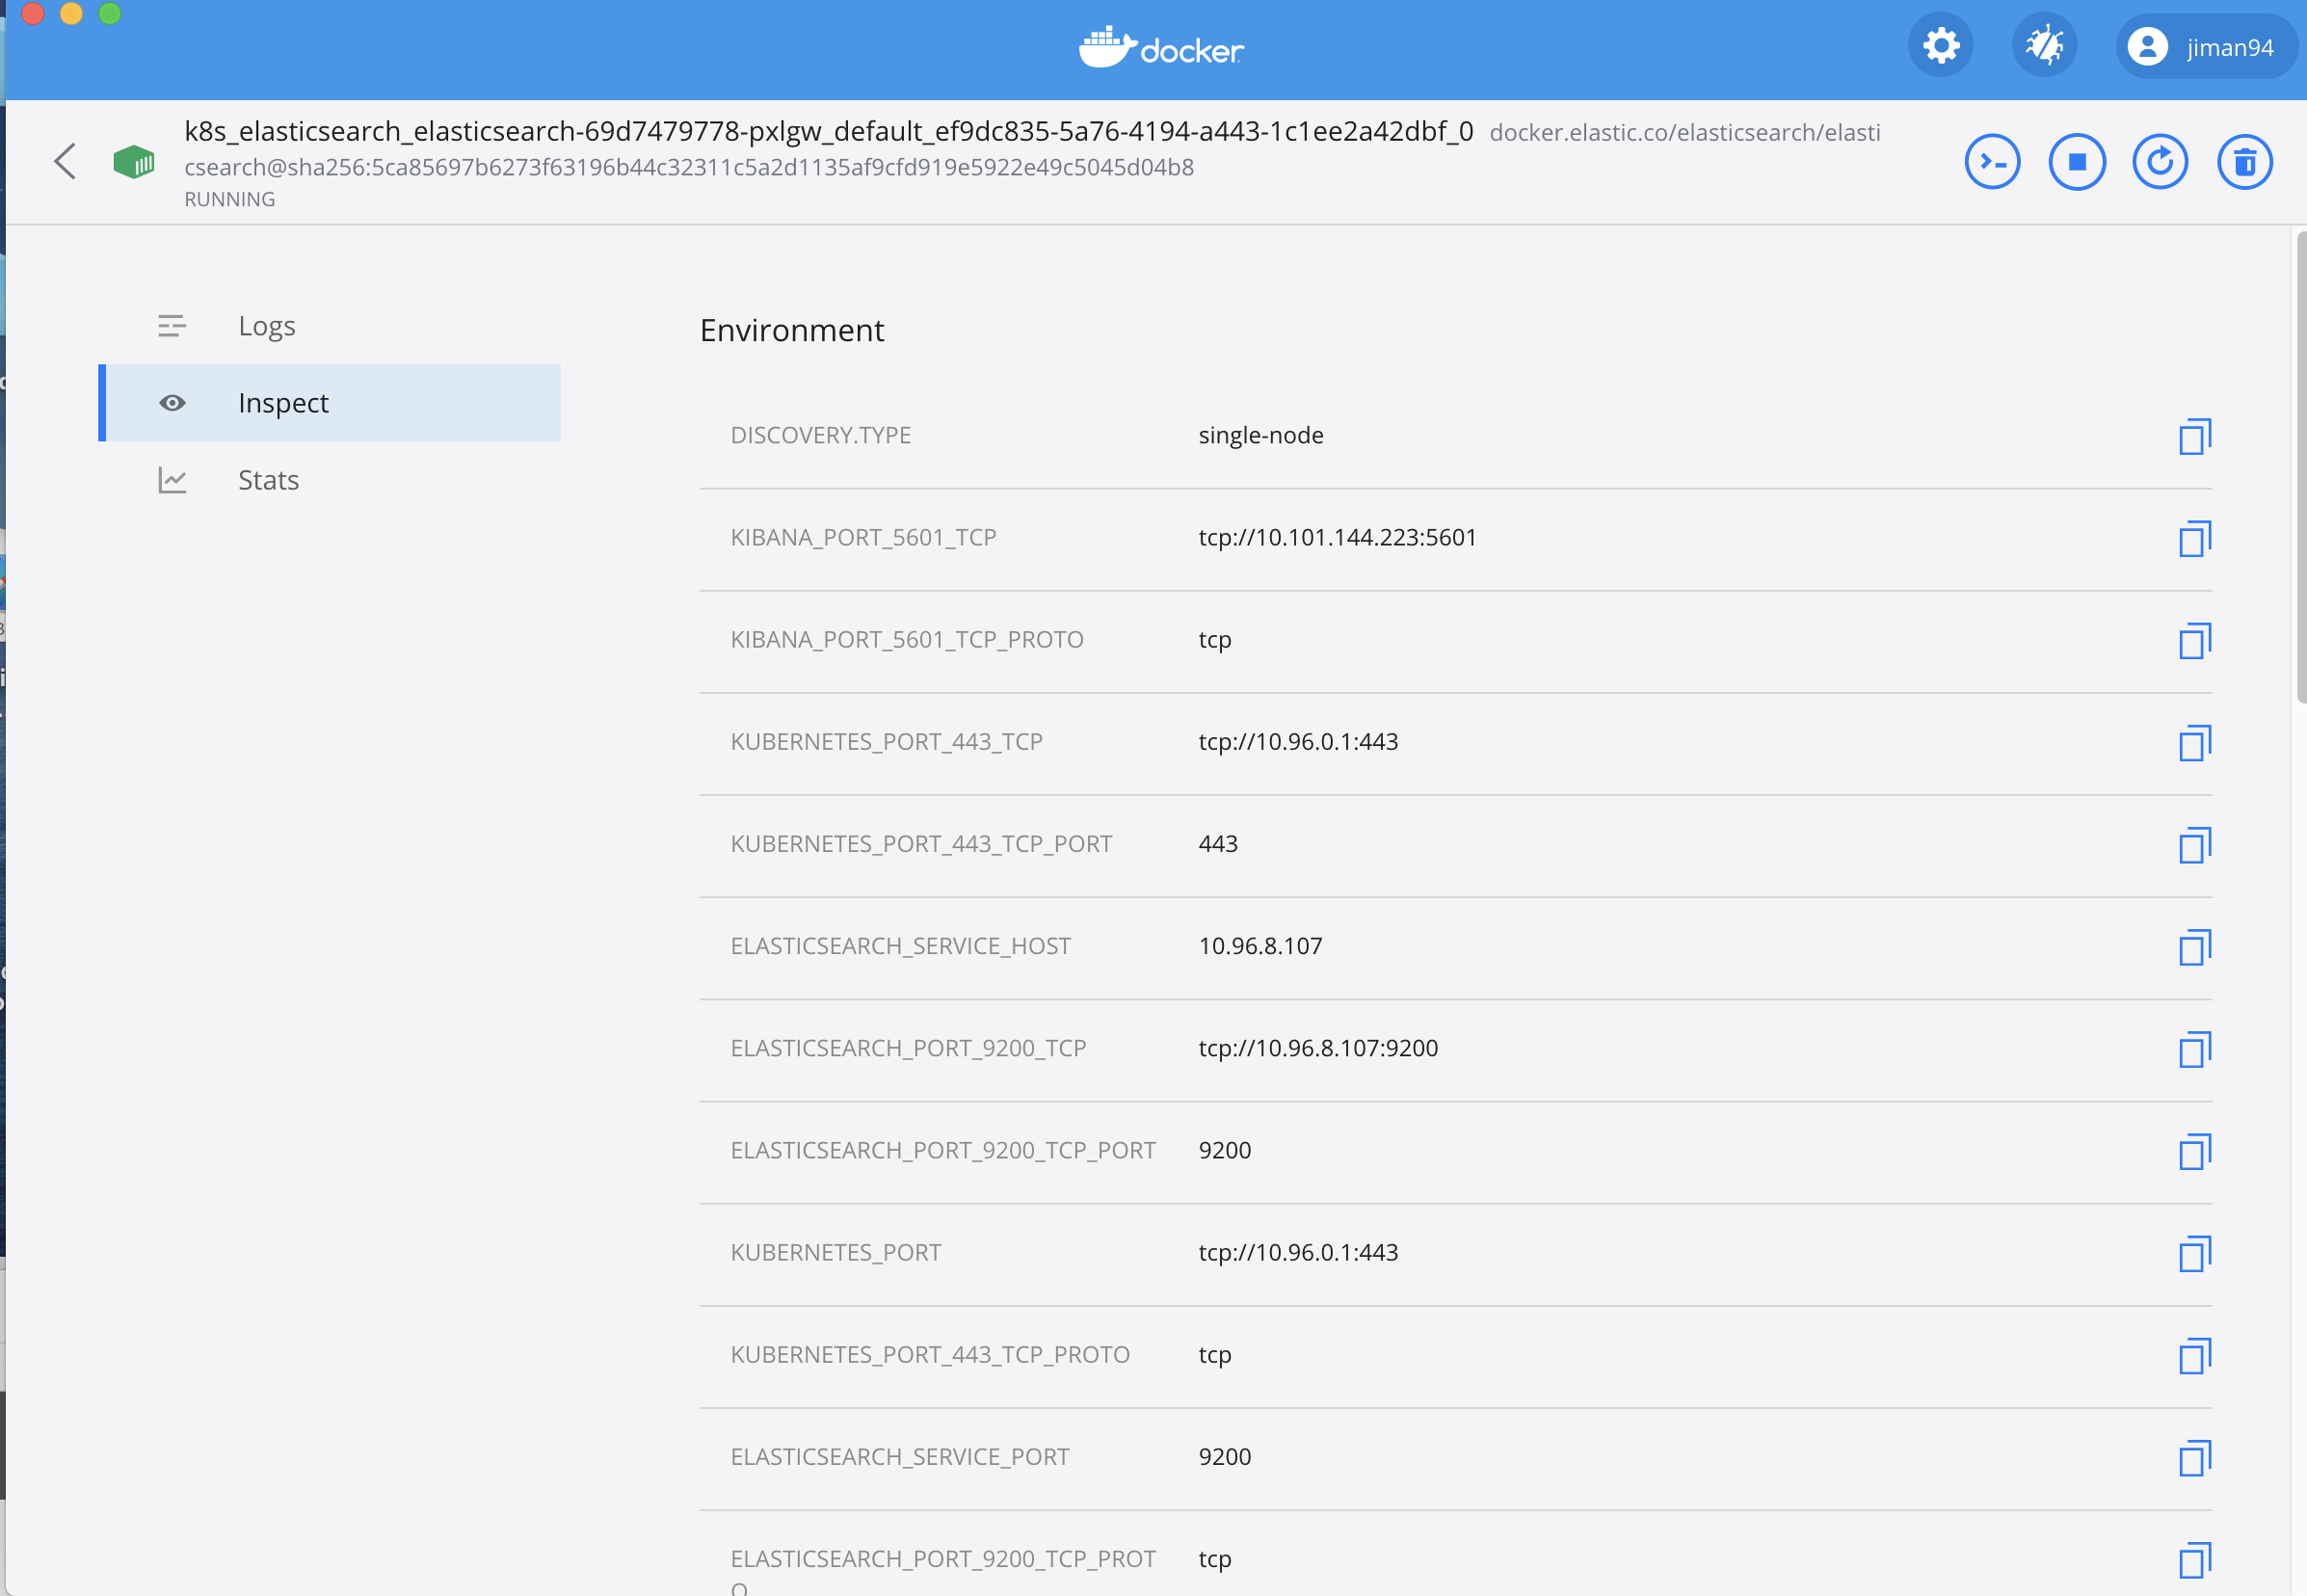 docker
jiman94
k8s_elasticsearch_elasticsearch-69d7479778-pxlgw_default_ef9dc835-5a76-4194-a443-1c1ee2a42dbf_0 docker.elastic.co/elasticsearch/elasti
csearch@sha256:5ca85697b6273f63196b44c32311c5a2d1135af9cfd919e5922e49c5045d04b8
RUNNING
Logs
Inspect
Stats
Environment
DISCOVERY.TYPE single-node
KIBANA_PORT_5601_TCP tcp://10.101.144.223:5601
KIBANA_PORT_5601_TCP_PROTO tcp
KUBERNETES_PORT_443_TCP tcp://10.96.0.1:443
KUBERNETES_PORT_443_TCP_PORT 443
ELASTICSEARCH_SERVICE_HOST 10.96.8.107
ELASTICSEARCH_PORT_9200_TCP tcp://10.96.8.107:9200
ELASTICSEARCH_PORT_9200_TCP_PORT 9200
KUBERNETES_PORT tcp://10.96.0.1:443
KUBERNETES_PORT_443_TCP_PROTO tcp
ELASTICSEARCH_SERVICE_PORT 9200
ELASTICSEARCH_PORT_9200_TCP_PROT tcp
O